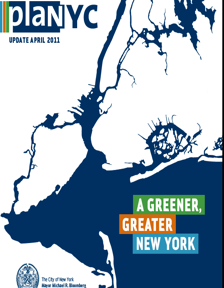 plaNYC
UPDATE APRIL 2011
A GREENER,
GREATER
NEW YORK
The City of New York
Mayor Michael R. Bloomberg